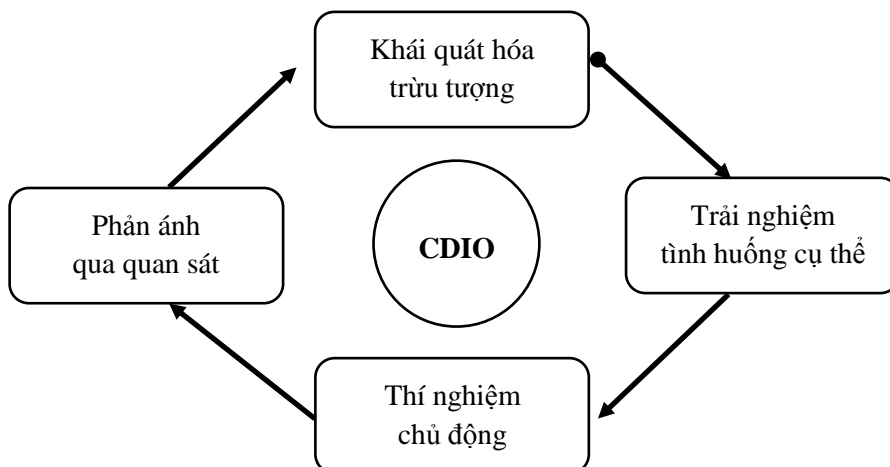 Khái quát hóa
trừu tượng
Phản ánh
qua quan sát
CDIO
Trải nghiệm
tình huống cụ thể
Thí nghiệm
chủ động